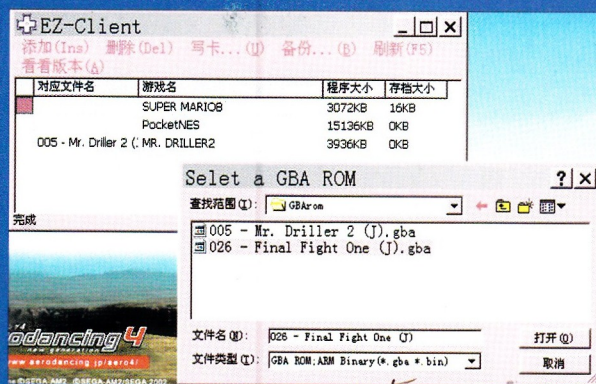 EZ-Client
添加(Ins) 删除(Del) 写卡...(U) 备份...(B) 刷新(F5)
看看版本(A)
对应文件名 游戏名 程序大小 存档大小
SUPER MARIOB 3072KB 16KB
PocketNES 15136KB 0KB
005 - Mr. Driller 2 (: MR. DRILLER2 3936KB 0KB
完成
Selet a GBA ROM
查找范围(I): GBArom
005 - Mr. Driller 2 (J).gba
026 - Final Fight One (J).gba
文件名(N): 026 - Final Fight One (J) 打开(O)
文件类型(T): GBA ROM;ARM Binary(*.gba *.bin) 取消
odancing 4
new generation
www aerodancing jp/aero4/
©SEGA AM2 ©SEGA AM2/SEGA 2002